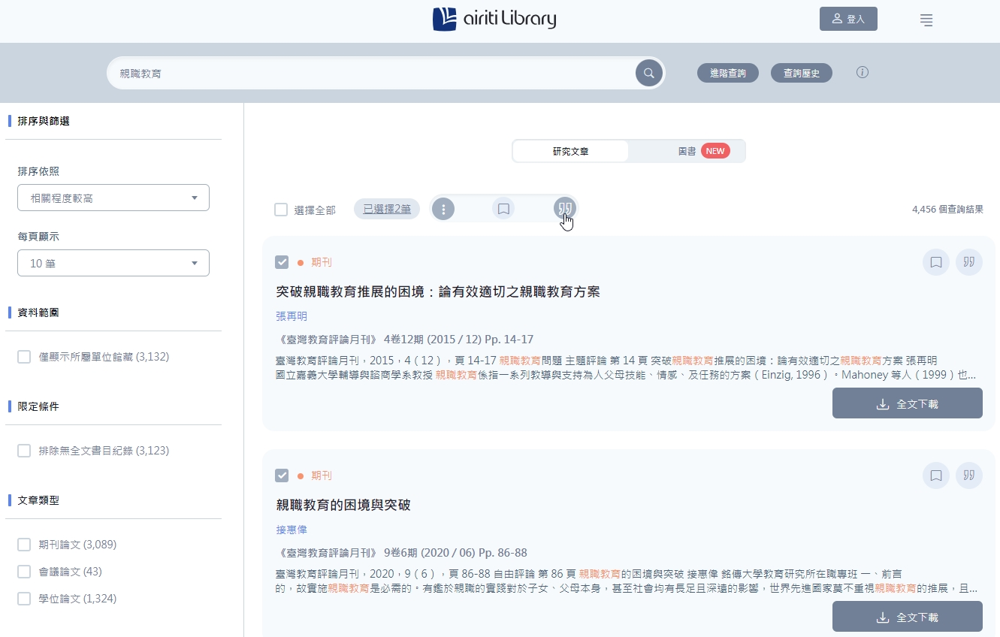 airiti Library
登入
親職教育
進階查詢
查詢歷史
排序與篩選
排序依照
相關程度較高
每頁顯示
10 筆
資料範圍
僅顯示所屬單位館藏 (3,132)
限定條件
排除無全文書目紀錄 (3,123)
文章類型
期刊論文 (3,089)
會議論文 (43)
學位論文 (1,324)
研究文章
圖書 NEW
選擇全部
已選擇2筆
4,456 個查詢結果
期刊
突破親職教育推展的困境：論有效適切之親職教育方案
張再明
《臺灣教育評論月刊》 4卷12期 (2015 / 12) Pp. 14-17
臺灣教育評論月刊，2015，4（12），頁 14-17 親職教育問題 主題評論 第 14 頁 突破親職教育推展的困境：論有效適切之親職教育方案 張再明
國立嘉義大學輔導與諮商學系教授 親職教育係指一系列教導與支持為人父母技能、情感、及任務的方案（Einzig, 1996）。Mahoney 等人（1999）也...
全文下載
期刊
親職教育的困境與突破
接惠偉
《臺灣教育評論月刊》 9卷6期 (2020 / 06) Pp. 86-88
臺灣教育評論月刊，2020，9（6），頁 86-88 自由評論 第 86 頁 親職教育的困境與突破 接惠偉 銘傳大學教育研究所在職專班 一、前言
的，故實施親職教育是必需的。有鑑於親職的實踐對於子女、父母本身，甚至社會均有長足且深遠的影響，世界先進國家莫不重視親職教育的推展，且...
全文下載